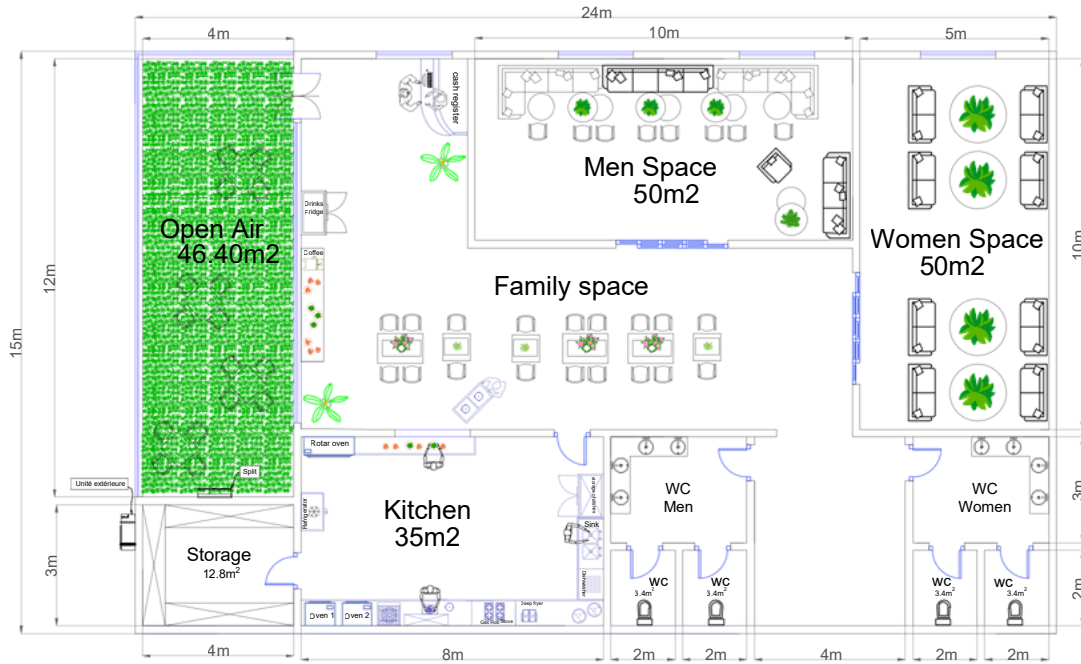 24m
4m
10m
5m
cash register
Men Space
50m2
Drinks
Fridge
Open Air
46.40m2
Coffee
Women Space
50m2
Family space
12m
15m
10m
Rotar oven
Split
Unité extérieure
Kitchen
35m2
Refrigerator
Sink
Dishwasher
WC
Men
WC
Women
3m
Storage
12.8m²
3m
WC
3.4m²
WC
3.4m²
WC
3.4m²
WC
3.4m²
2m
Oven 1
Oven 2
Deep fryer
4m
8m
2m
2m
4m
2m
2m